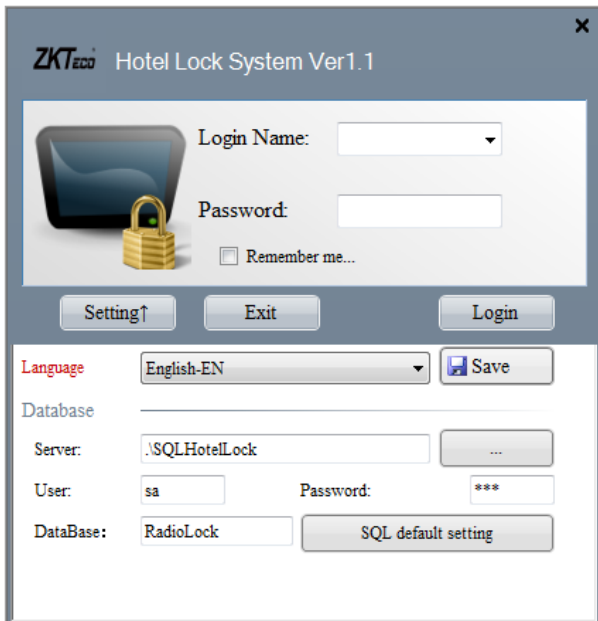 ZKTeco Hotel Lock System Ver1.1
Login Name:
Password:
Remember me...
Setting↑ Exit Login
Language English-EN Save
Database
Server: .\SQLHotelLock ...
User: sa Password: ***
DataBase: RadioLock SQL default setting